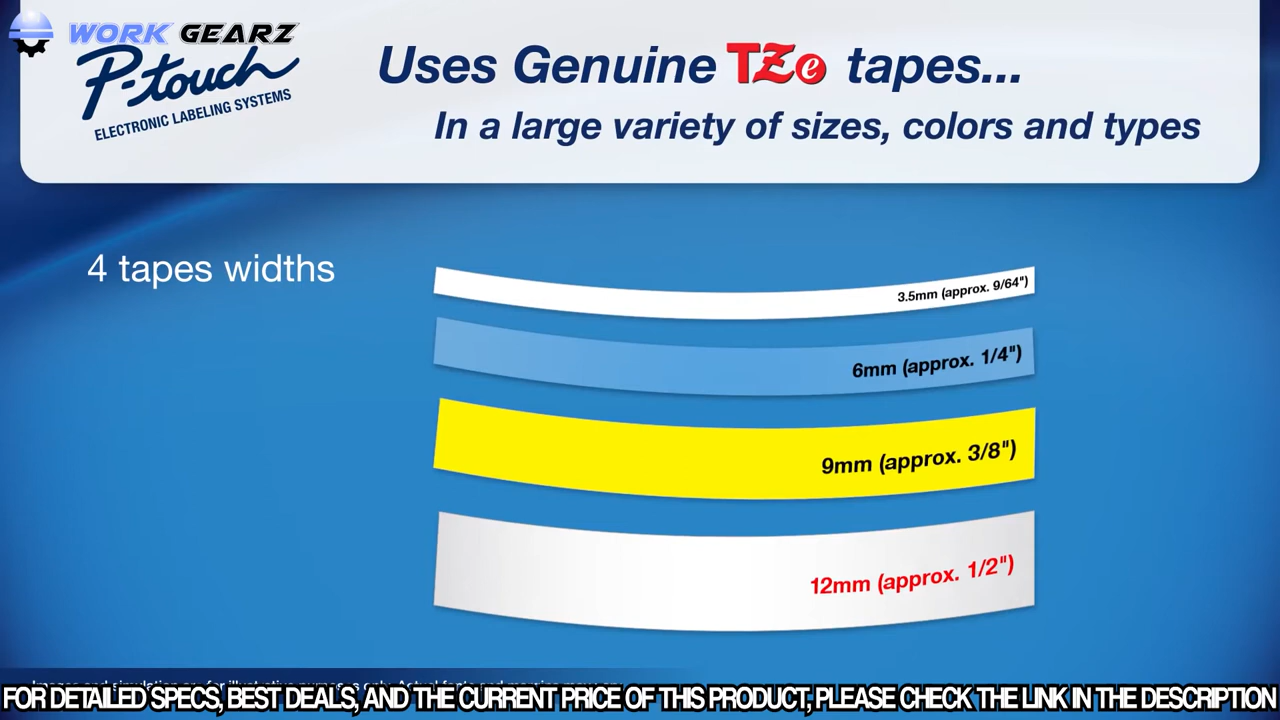 WORK GEARZ
P-touch
ELECTRONIC LABELING SYSTEMS
Uses Genuine TZe tapes...
In a large variety of sizes, colors and types
4 tapes widths
3.5mm (approx. 9/64")
6mm (approx. 1/4")
9mm (approx. 3/8")
12mm (approx. 1/2")
FOR DETAILED SPECS, BEST DEALS, AND THE CURRENT PRICE OF THIS PRODUCT, PLEASE CHECK THE LINK IN THE DESCRIPTION